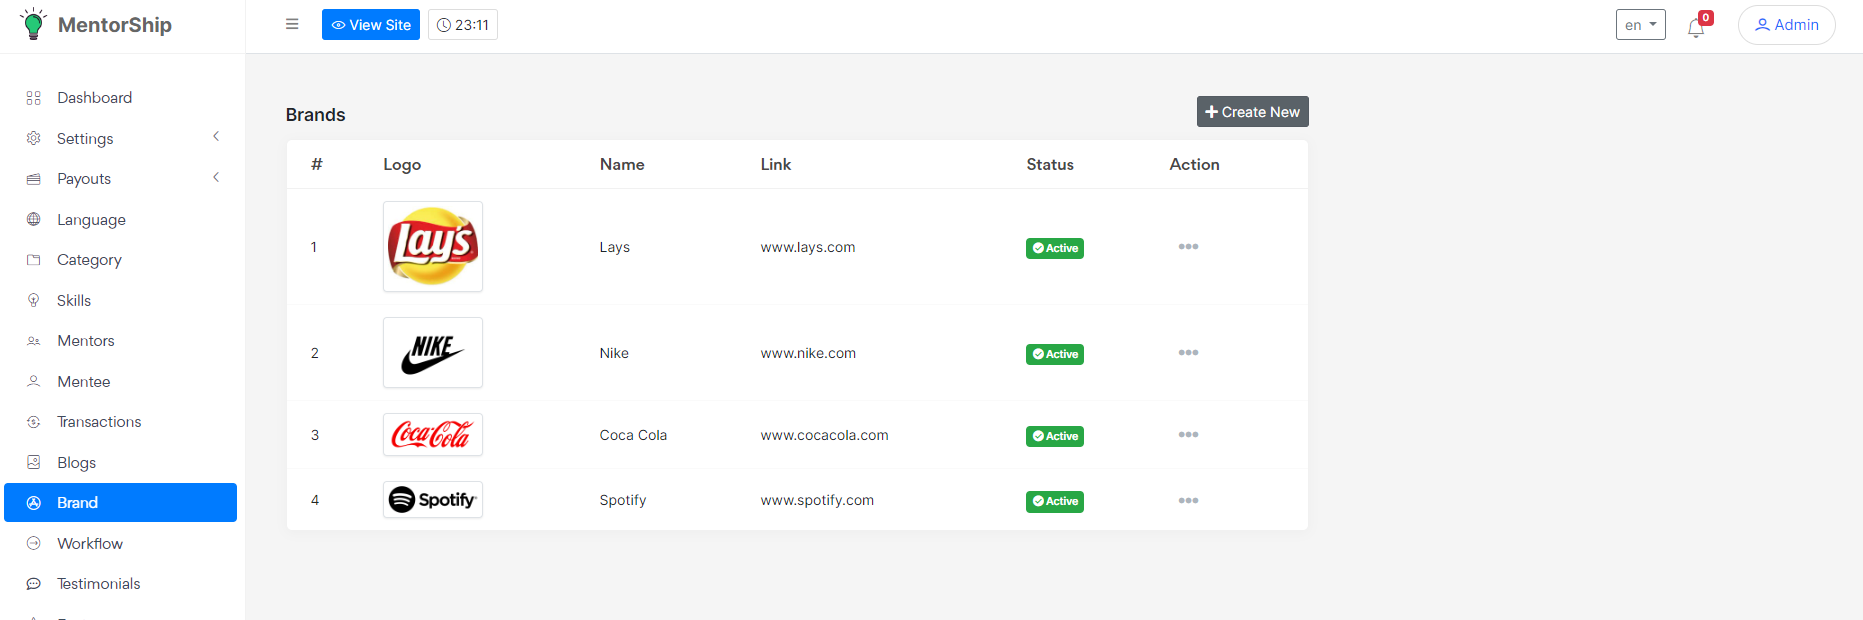 MentorShip
View Site
23:11
en
0
Admin
Dashboard
Settings
Payouts
Language
Category
Skills
Mentors
Mentee
Transactions
Blogs
Brand
Workflow
Testimonials
Brands
Create New
# Logo Name Link Status Action
1 Lay's Lays www.lays.com Active
2 NIKE Nike www.nike.com Active
3 Coca-Cola Coca Cola www.cocacola.com Active
4 Spotify Spotify www.spotify.com Active